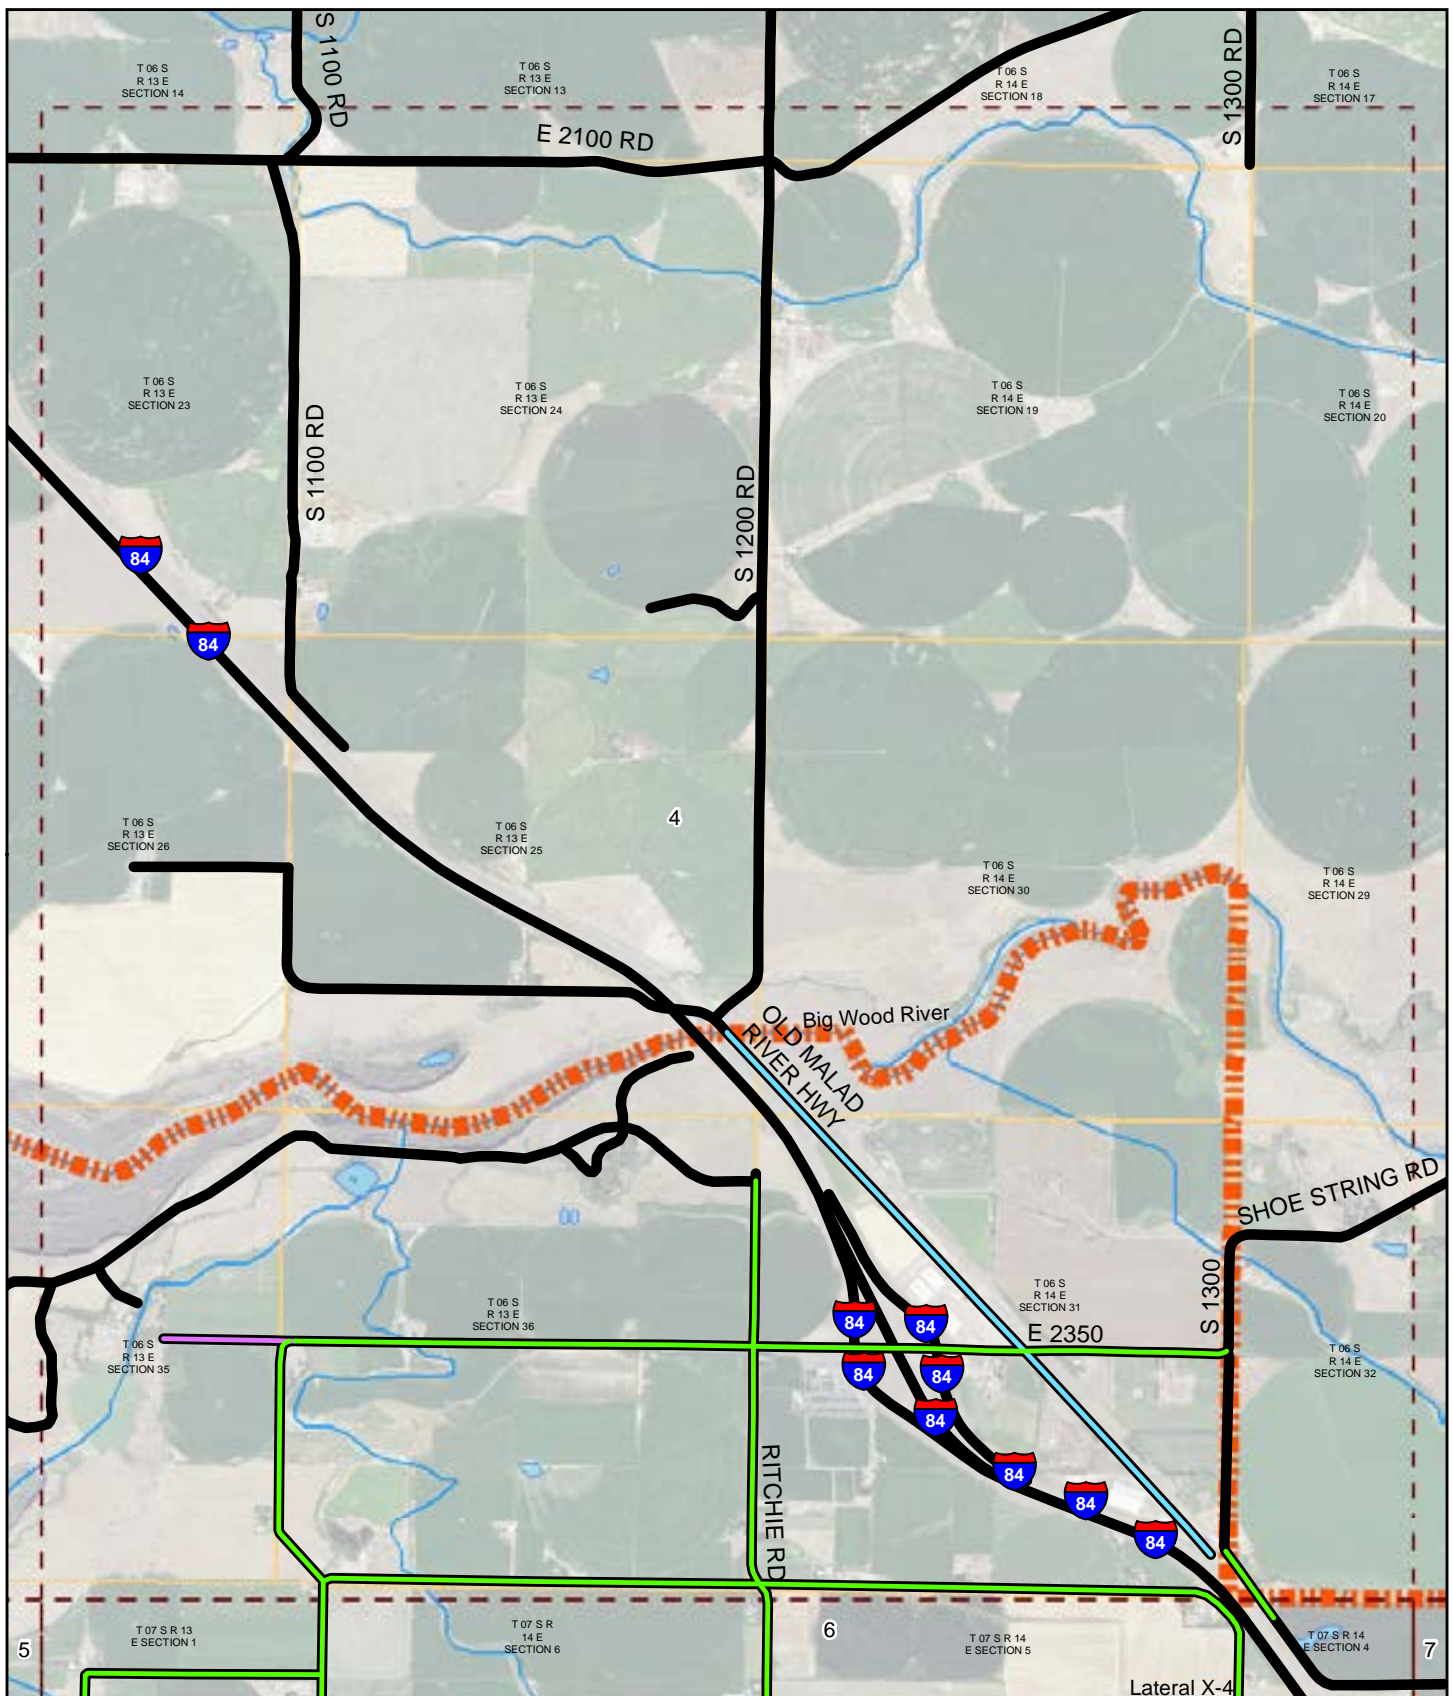 S 1100 RD
T 06 S
R 13 E
SECTION 14
T 06 S
R 13 E
SECTION 13
T 06 S
R 14 E
SECTION 18
S 1300 RD
T 06 S
R 14 E
SECTION 17
E 2100 RD
T 06 S
R 13 E
SECTION 23
S 1100 RD
T 06 S
R 13 E
SECTION 24
S 1200 RD
T 06 S
R 14 E
SECTION 19
T 06 S
R 14 E
SECTION 20
84
84
T 06 S
R 13 E
SECTION 26
T 06 S
R 13 E
SECTION 25
4
T 06 S
R 14 E
SECTION 30
T 06 S
R 14 E
SECTION 29
Big Wood River
OLD MALAD
RIVER HWY
SHOE STRING RD
S 1300
T 06 S
R 13 E
SECTION 35
T 06 S
R 13 E
SECTION 36
T 06 S
R 14 E
SECTION 31
E 2350
T 06 S
R 14 E
SECTION 32
84
84
84
84
84
84
84
84
RITCHIE RD
5
T 07 S R 13
E SECTION 1
T 07 S R
14 E
SECTION 6
6
T 07 S R 14
E SECTION 5
T 07 S R 14
E SECTION 4
7
Lateral X-4